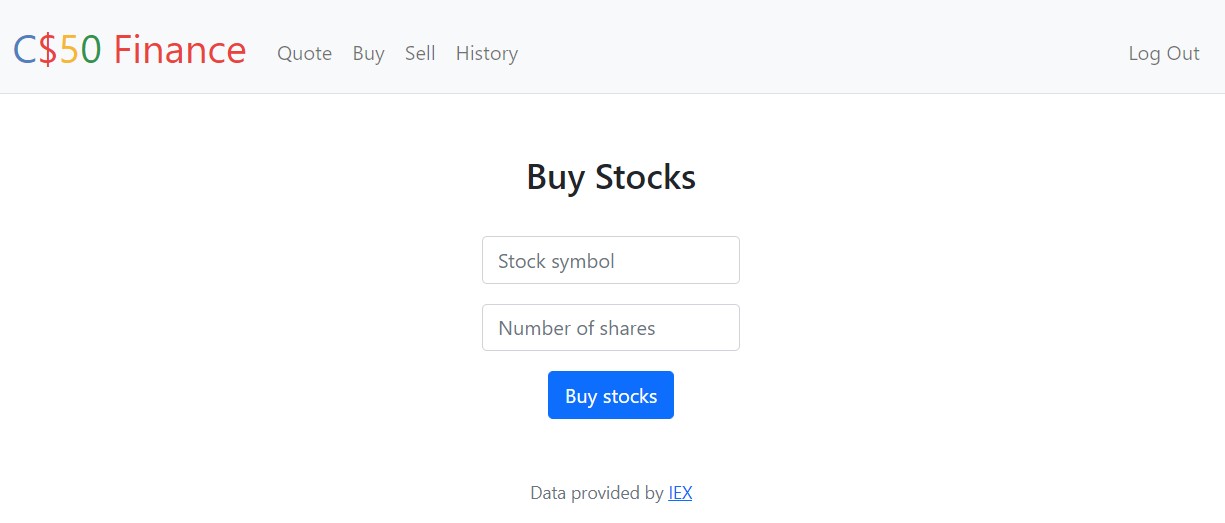 C$50 Finance Quote Buy Sell History Log Out
Buy Stocks
Stock symbol
Number of shares
Buy stocks
Data provided by IEX